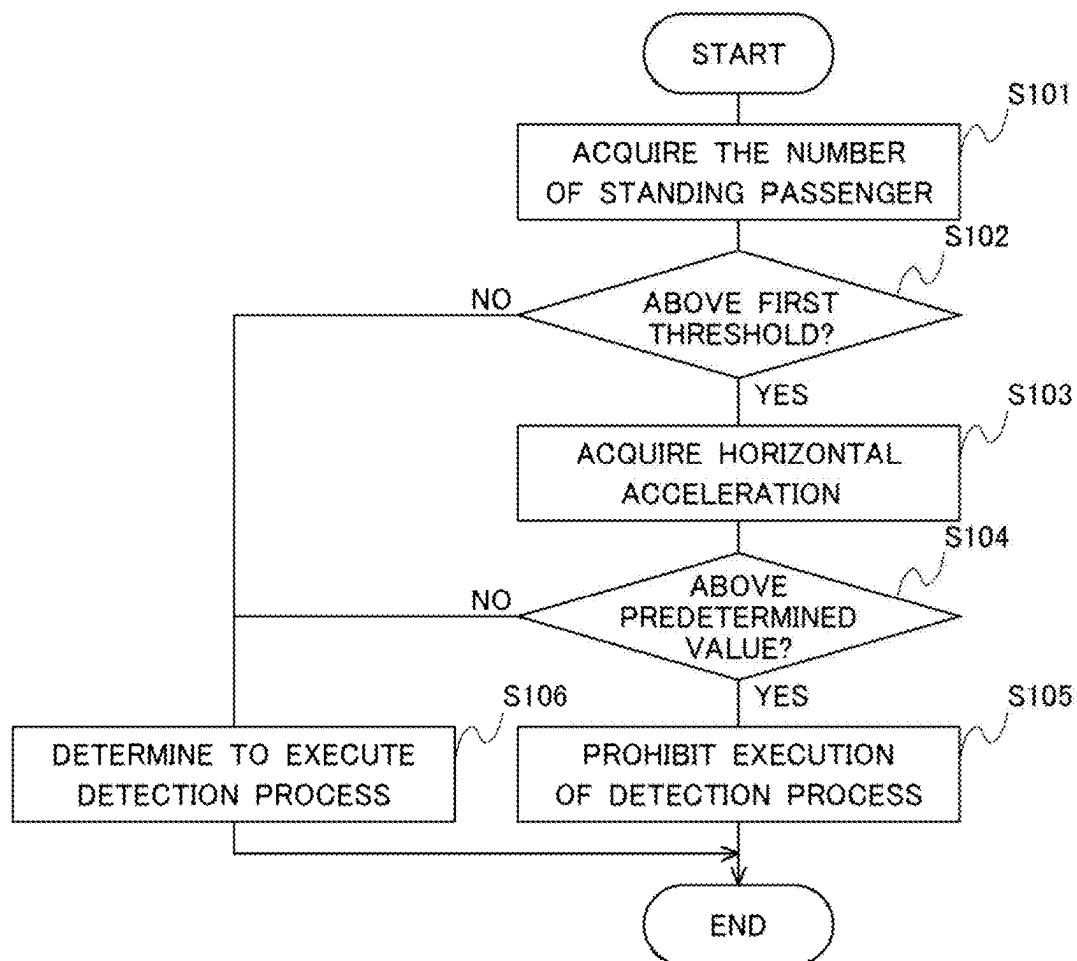 START
S101
ACQUIRE THE NUMBER
OF STANDING PASSENGER
S102
NO
ABOVE FIRST
THRESHOLD?
YES
S103
ACQUIRE HORIZONTAL
ACCELERATION
S104
NO
ABOVE
PREDETERMINED
VALUE?
YES
S106
S105
DETERMINE TO EXECUTE
DETECTION PROCESS
PROHIBIT EXECUTION
OF DETECTION PROCESS
END